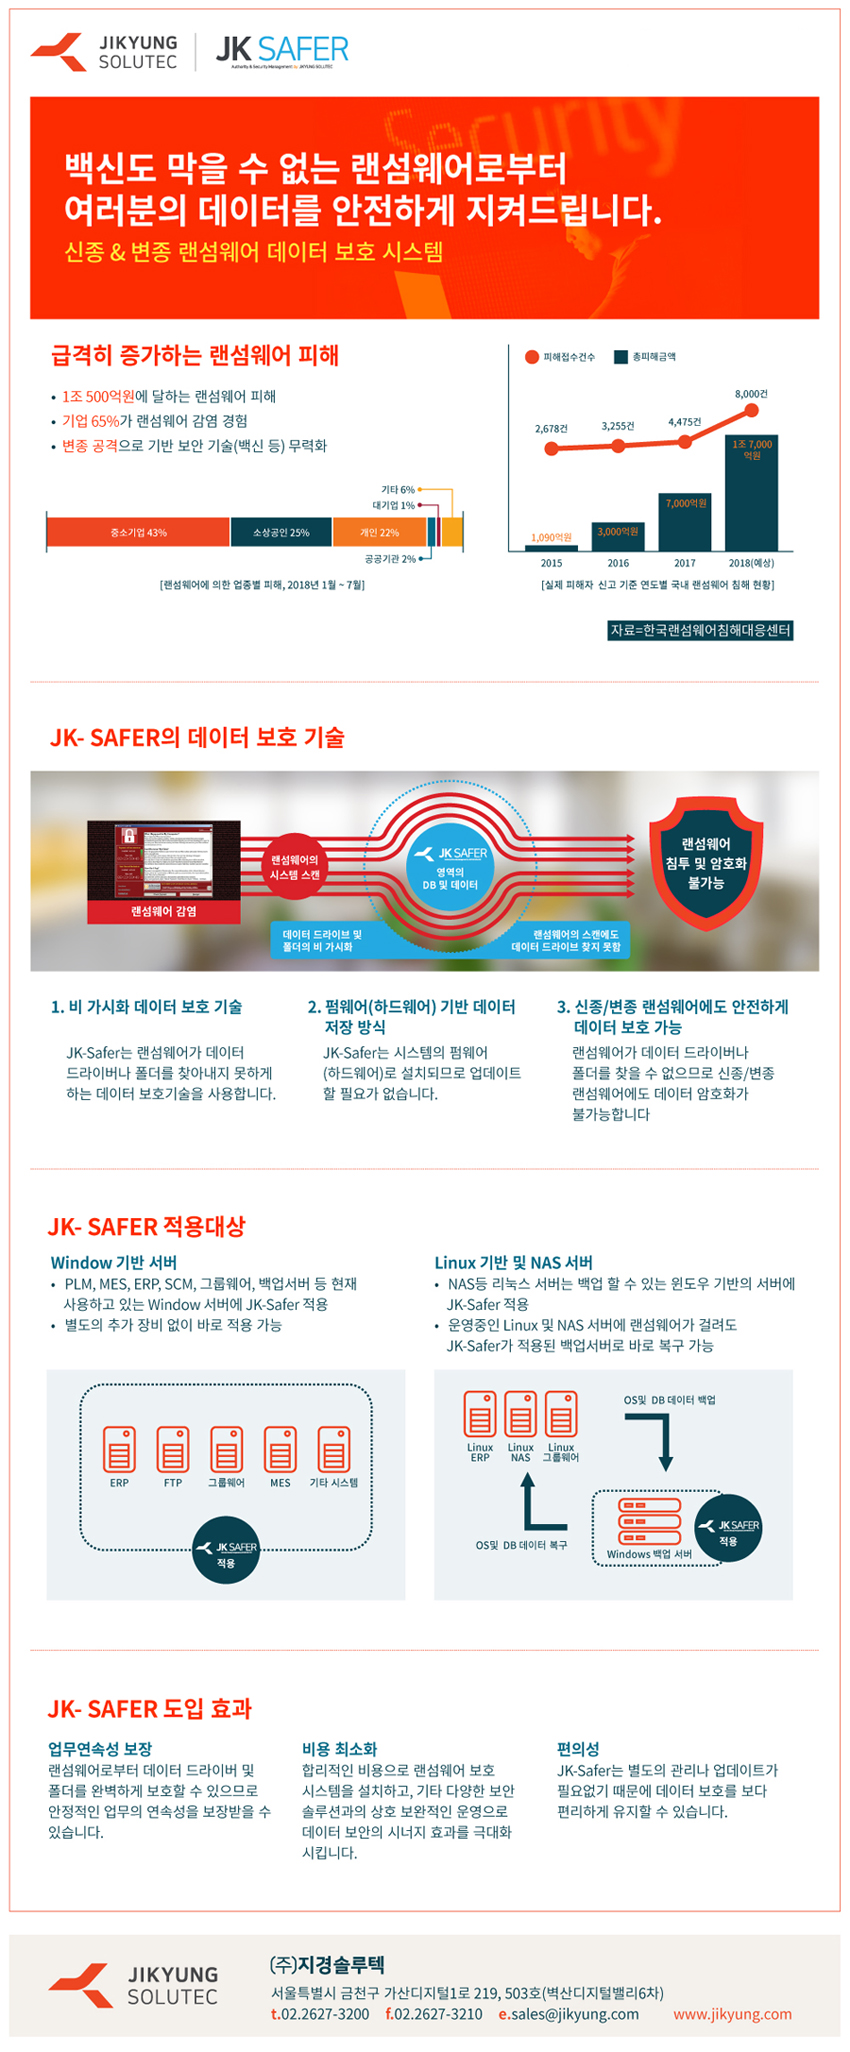 JIKYUNG
SOLUTEC
JK SAFER
Authority & Security Management by JIKYUNG SOLUTEC
Security
백신도 막을 수 없는 랜섬웨어로부터
여러분의 데이터를 안전하게 지켜드립니다.
신종 & 변종 랜섬웨어 데이터 보호 시스템
급격히 증가하는 랜섬웨어 피해
• 1조 500억원에 달하는 랜섬웨어 피해
• 기업 65%가 랜섬웨어 감염 경험
• 변종 공격으로 기반 보안 기술(백신 등) 무력화
기타 6%
대기업 1%
중소기업 43%
소상공인 25%
개인 22%
공공기관 2%
[랜섬웨어에 의한 업종별 피해, 2018년 1월 ~ 7월]
피해접수건수
총피해금액
2,678건
3,255건
4,475건
8,000건
1,090억원
3,000억원
7,000억원
1조 7,000
억원
2015
2016
2017
2018(예상)
[실제 피해자 신고 기준 연도별 국내 랜섬웨어 침해 현황]
자료=한국랜섬웨어침해대응센터
JK- SAFER의 데이터 보호 기술
랜섬웨어 감염
랜섬웨어의
시스템 스캔
JK SAFER
영역의
DB 및 데이터
데이터 드라이브 및
폴더의 비 가시화
랜섬웨어의 스캔에도
데이터 드라이브 찾지 못함
랜섬웨어
침투 및 암호화
불가능
1. 비 가시화 데이터 보호 기술
JK-Safer는 랜섬웨어가 데이터
드라이버나 폴더를 찾아내지 못하게
하는 데이터 보호기술을 사용합니다.
2. 펌웨어(하드웨어) 기반 데이터
저장 방식
JK-Safer는 시스템의 펌웨어
(하드웨어)로 설치되므로 업데이트
할 필요가 없습니다.
3. 신종/변종 랜섬웨어에도 안전하게
데이터 보호 가능
랜섬웨어가 데이터 드라이버나
폴더를 찾을 수 없으므로 신종/변종
랜섬웨어에도 데이터 암호화가
불가능합니다
JK- SAFER 적용대상
Window 기반 서버
• PLM, MES, ERP, SCM, 그룹웨어, 백업서버 등 현재
사용하고 있는 Window 서버에 JK-Safer 적용
• 별도의 추가 장비 없이 바로 적용 가능
ERP
FTP
그룹웨어
MES
기타 시스템
JK SAFER
적용
Linux 기반 및 NAS 서버
• NAS등 리눅스 서버는 백업 할 수 있는 윈도우 기반의 서버에
JK-Safer 적용
• 운영중인 Linux 및 NAS 서버에 랜섬웨어가 걸려도
JK-Safer가 적용된 백업서버로 바로 복구 가능
Linux
ERP
Linux
NAS
Linux
그룹웨어
OS및 DB 데이터 백업
OS및 DB 데이터 복구
Windows 백업 서버
JK SAFER
적용
JK- SAFER 도입 효과
업무연속성 보장
랜섬웨어로부터 데이터 드라이버 및
폴더를 완벽하게 보호할 수 있으므로
안정적인 업무의 연속성을 보장받을 수
있습니다.
비용 최소화
합리적인 비용으로 랜섬웨어 보호
시스템을 설치하고, 기타 다양한 보안
솔루션과의 상호 보완적인 운영으로
데이터 보안의 시너지 효과를 극대화
시킵니다.
편의성
JK-Safer는 별도의 관리나 업데이트가
필요없기 때문에 데이터 보호를 보다
편리하게 유지할 수 있습니다.
JIKYUNG
SOLUTEC
(주)지경솔루텍
서울특별시 금천구 가산디지털1로 219, 503호(벽산디지털밸리6차)
t.02.2627-3200 f.02.2627-3210 e.sales@jikyung.com www.jikyung.com